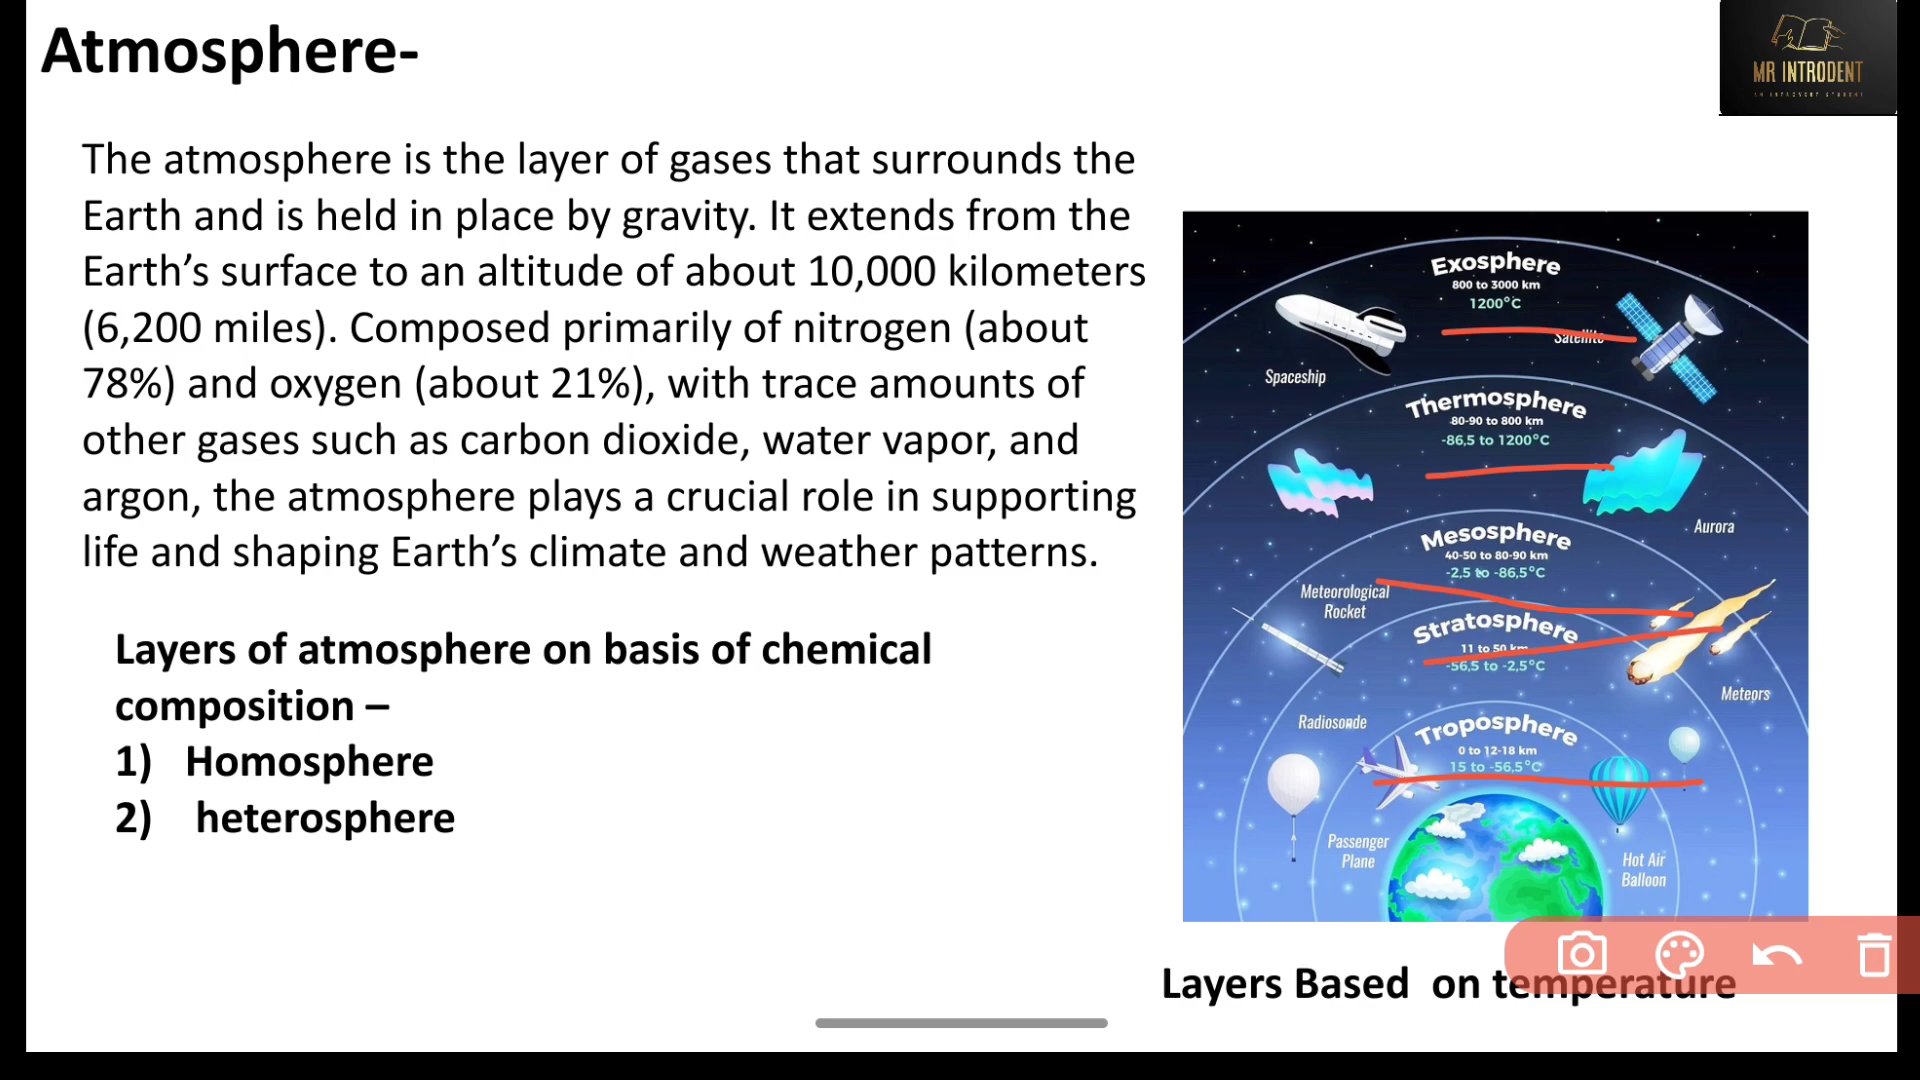 Atmosphere-
MR INTRODENT
The atmosphere is the layer of gases that surrounds the
Earth and is held in place by gravity. It extends from the
Earth’s surface to an altitude of about 10,000 kilometers
(6,200 miles). Composed primarily of nitrogen (about
78%) and oxygen (about 21%), with trace amounts of
other gases such as carbon dioxide, water vapor, and
argon, the atmosphere plays a crucial role in supporting
life and shaping Earth’s climate and weather patterns.
Layers of atmosphere on basis of chemical
composition –
1) Homosphere
2) heterosphere
Exosphere
800 to 3000 km
1200°C
Satellite
Spaceship
Thermosphere
80-90 to 800 km
-86,5 to 1200°C
Aurora
Mesosphere
40-50 to 80-90 km
-2,5 to -86,5°C
Meteorological
Rocket
Stratosphere
11 to 50 km
-56,5 to -2,5°C
Meteors
Radiosonde
Troposphere
0 to 12-18 km
15 to -56,5°C
Passenger
Plane
Hot Air
Balloon
Layers Based on temperature